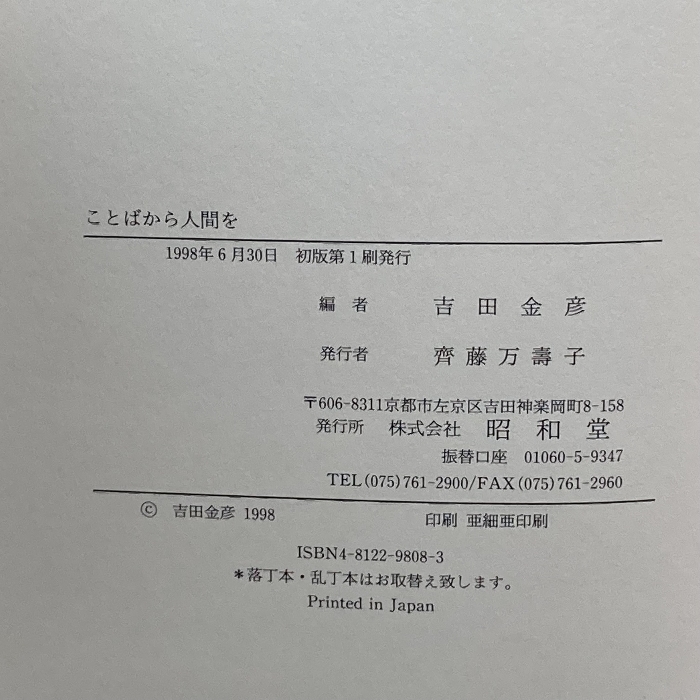 ことばから人間を
1998年6月30日 初版第1刷発行
編 者 吉 田 金 彦
発行者 齊 藤 万 壽 子
〒606-8311京都市左京区吉田神楽岡町8-158
発行所 株式会社 昭 和 堂
振替口座 01060-5-9347
TEL(075)761-2900/FAX(075)761-2960
© 吉田金彦 1998 印刷 亜細亜印刷
ISBN4-8122-9808-3
＊落丁本・乱丁本はお取替え致します。
Printed in Japan